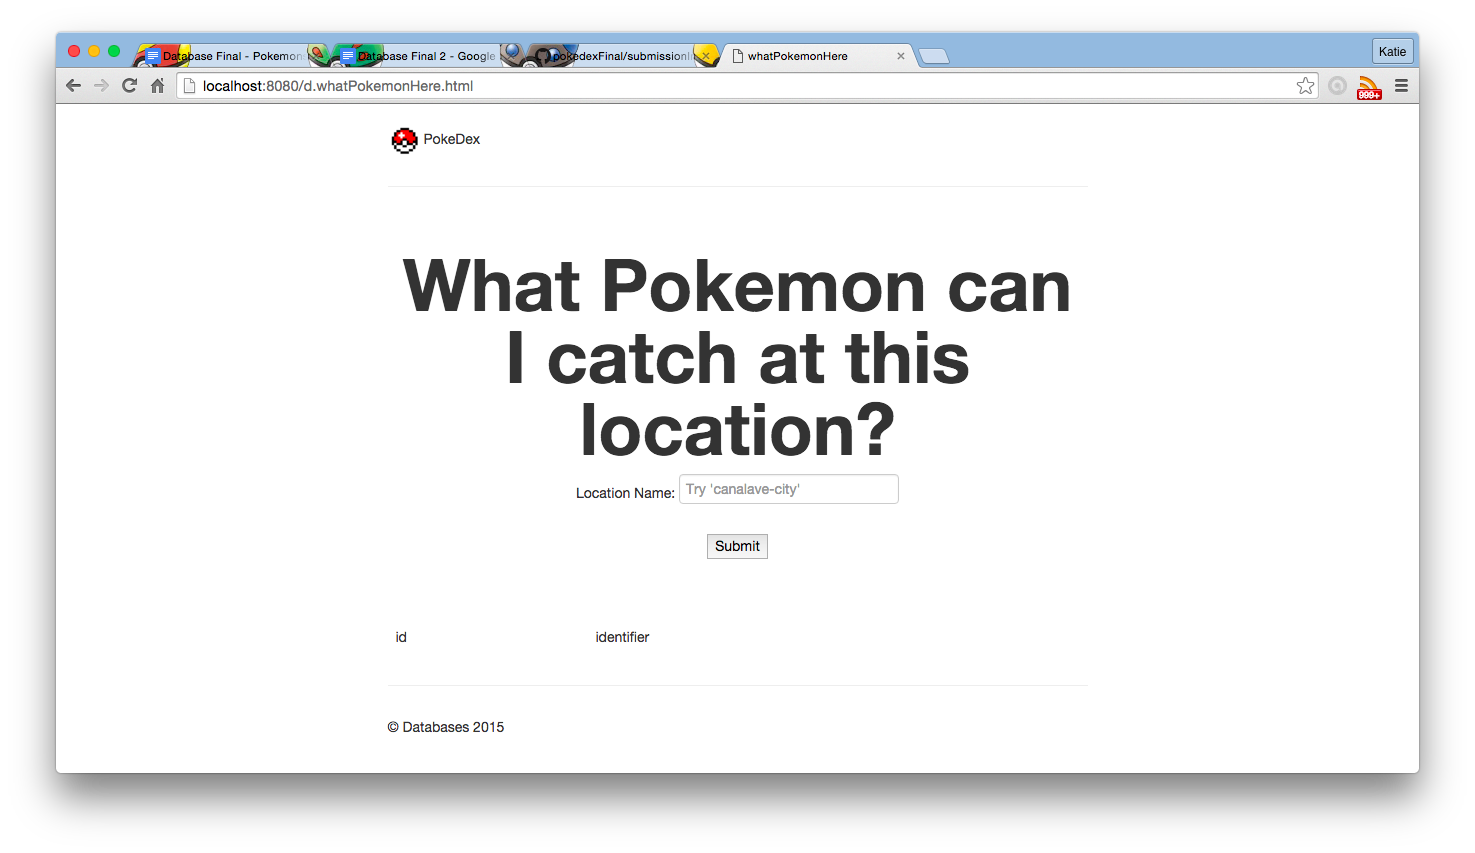 Database Final - Pokemon
Database Final 2 - Google
pokedexFinal/submission
whatPokemonHere
Katie
localhost:8080/d.whatPokemonHere.html
999+
PokeDex
What Pokemon can
I catch at this
location?
Location Name: Try 'canalave-city'
Submit
id identifier
© Databases 2015